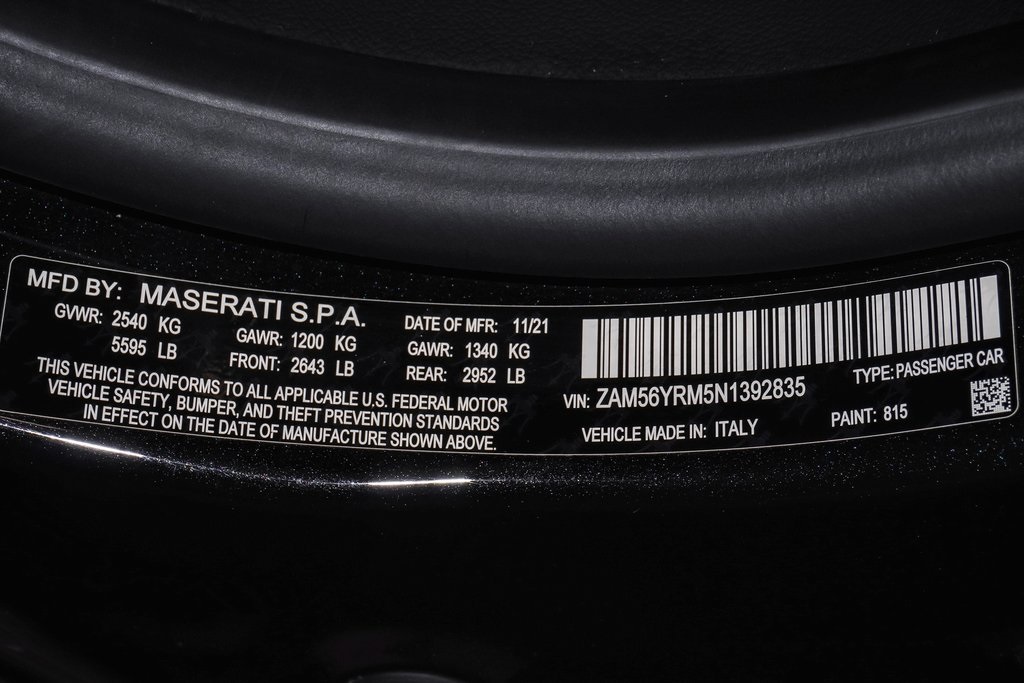 MFD BY: MASERATI S.P.A.
GVWR: 2540 KG
5595 LB
GAWR: 1200 KG
FRONT: 2643 LB
DATE OF MFR: 11/21
GAWR: 1340 KG
REAR: 2952 LB
THIS VEHICLE CONFORMS TO ALL APPLICABLE U.S. FEDERAL MOTOR
VEHICLE SAFETY, BUMPER, AND THEFT PREVENTION STANDARDS
IN EFFECT ON THE DATE OF MANUFACTURE SHOWN ABOVE.
VIN: ZAM56YRM5N1392835
TYPE: PASSENGER CAR
VEHICLE MADE IN: ITALY
PAINT: 815